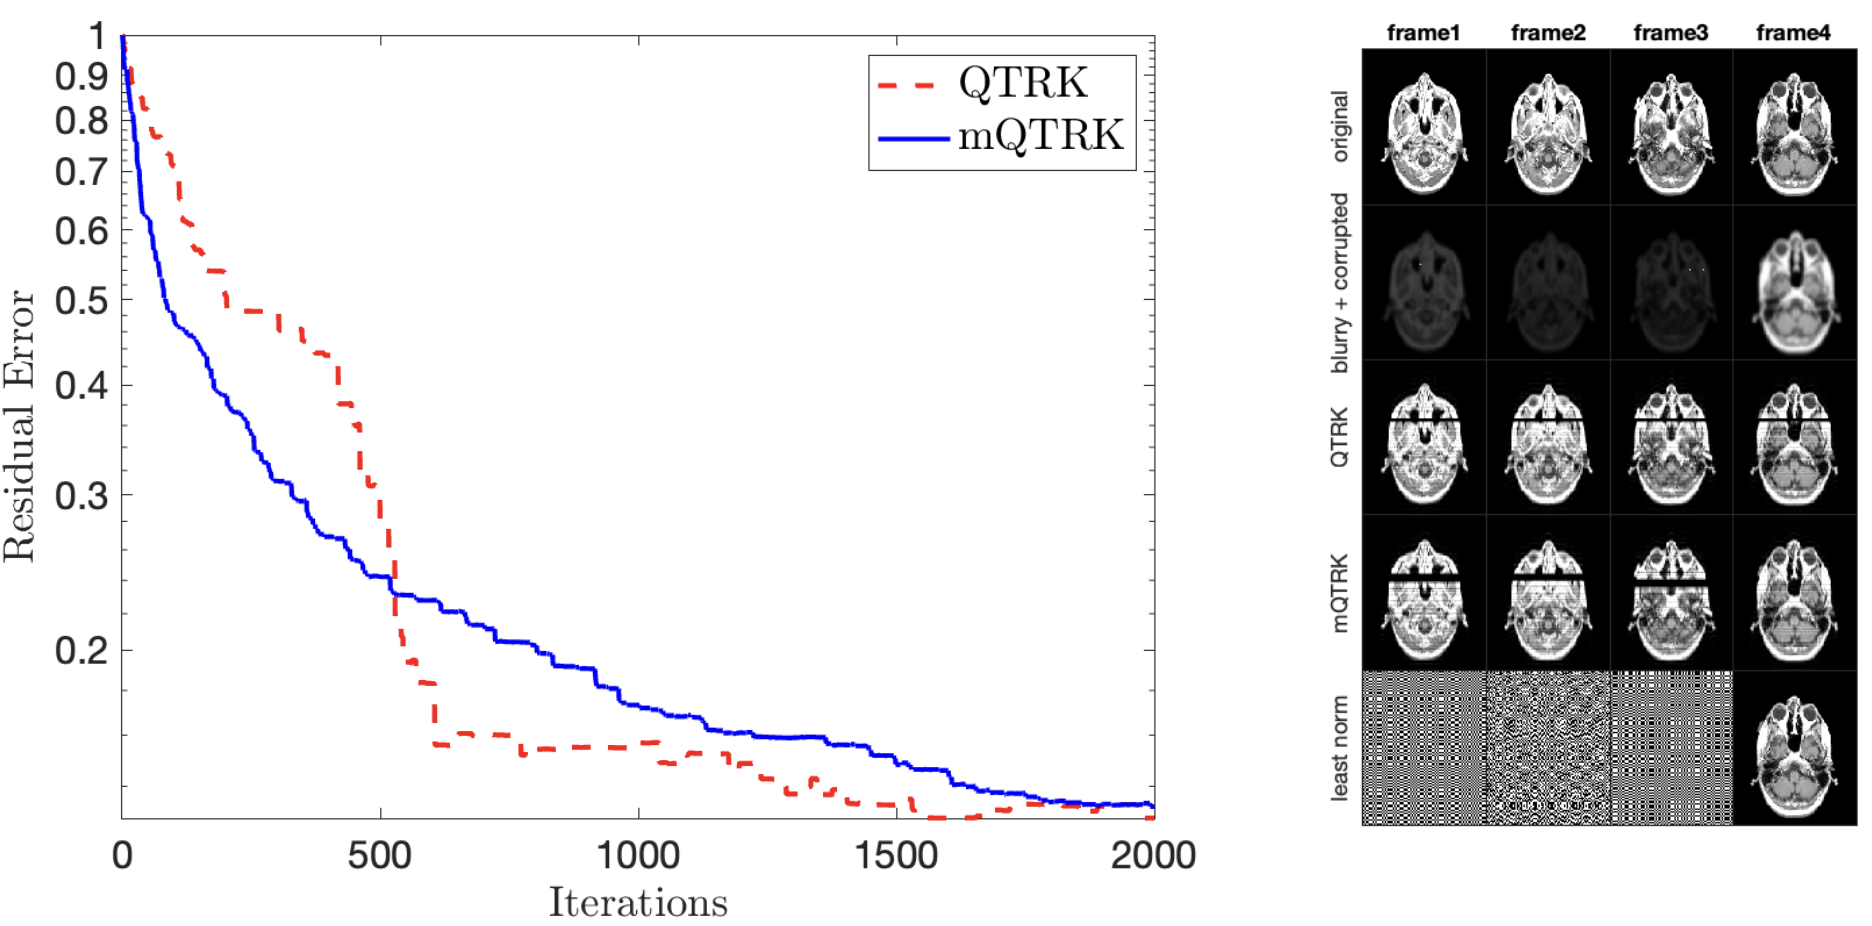 1
0.9
0.8
0.7
0.6
0.5
0.4
0.3
0.2
Residual Error
0
500
1000
1500
2000
Iterations
QTRK
mQTRK
frame1 frame2 frame3 frame4
original
blurry + corrupted
QTRK
mQTRK
least norm